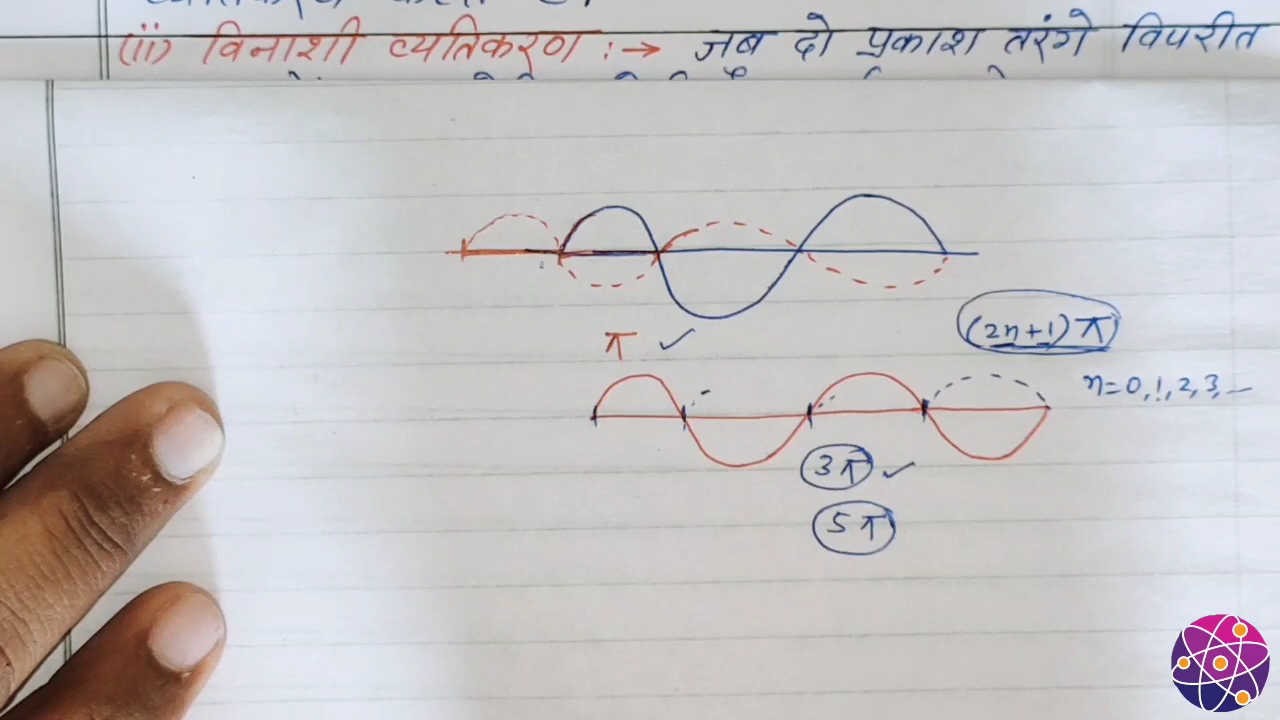 (ii) विनाशी व्यतिकरण :→ जब दो प्रकाश तरंगे विपरीत
π ✓
(2n+1)π
n=0,1,2,3,--
3π ✓
5π